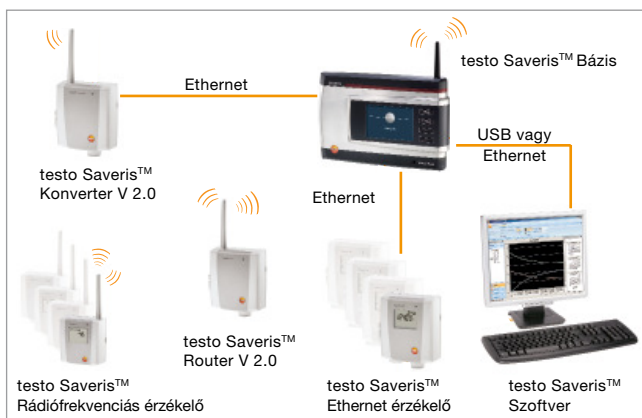 testo Saveris™ Bázis
Ethernet
USB vagy
Ethernet
testo Saveris™
Konverter V 2.0
Ethernet
testo Saveris™
Router V 2.0
testo Saveris™
Rádiófrekvenciás érzékelő
testo Saveris™
Ethernet érzékelő
testo Saveris™
Szoftver